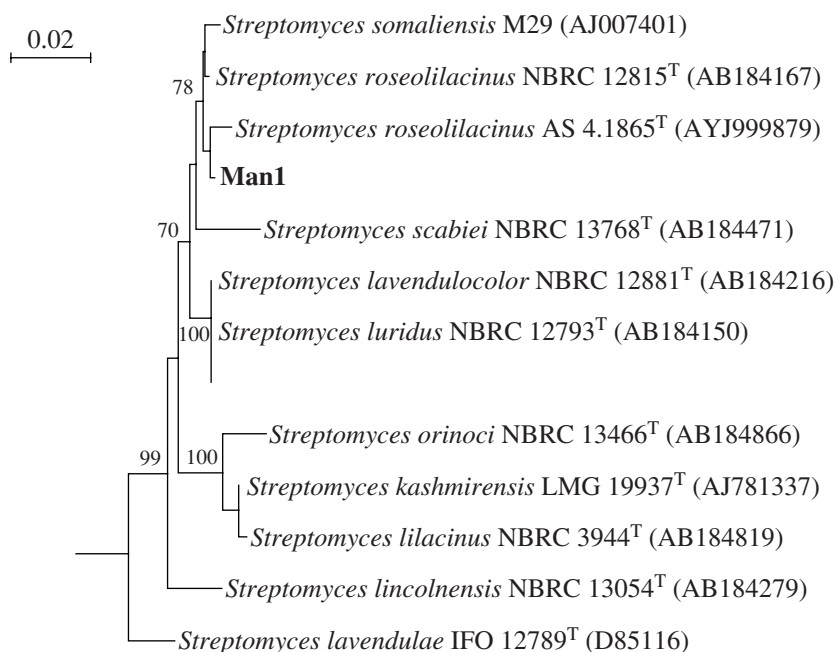 0.02
Streptomyces somaliensis M29 (AJ007401)
78
Streptomyces roseolilacinus NBRC 12815ᵀ (AB184167)
Streptomyces roseolilacinus AS 4.1865ᵀ (AYJ999879)
Man1
Streptomyces scabiei NBRC 13768ᵀ (AB184471)
70
Streptomyces lavendulocolor NBRC 12881ᵀ (AB184216)
100
Streptomyces luridus NBRC 12793ᵀ (AB184150)
Streptomyces orinoci NBRC 13466ᵀ (AB184866)
99
100
Streptomyces kashmirensis LMG 19937ᵀ (AJ781337)
Streptomyces lilacinus NBRC 3944ᵀ (AB184819)
Streptomyces lincolnensis NBRC 13054ᵀ (AB184279)
Streptomyces lavendulae IFO 12789ᵀ (D85116)